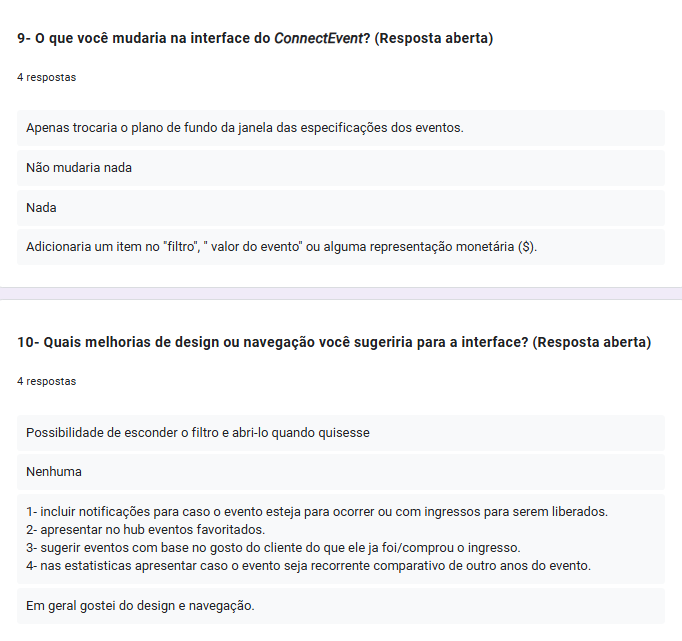 9- O que você mudaria na interface do ConnectEvent? (Resposta aberta)
4 respostas
Apenas trocaria o plano de fundo da janela das especificações dos eventos.
Não mudaria nada
Nada
Adicionaria um item no "filtro", " valor do evento" ou alguma representação monetária ($).
10- Quais melhorias de design ou navegação você sugeriria para a interface? (Resposta aberta)
4 respostas
Possibilidade de esconder o filtro e abri-lo quando quisesse
Nenhuma
1- incluir notificações para caso o evento esteja para ocorrer ou com ingressos para serem liberados.
2- apresentar no hub eventos favoritados.
3- sugerir eventos com base no gosto do cliente do que ele ja foi/comprou o ingresso.
4- nas estatisticas apresentar caso o evento seja recorrente comparativo de outro anos do evento.
Em geral gostei do design e navegação.